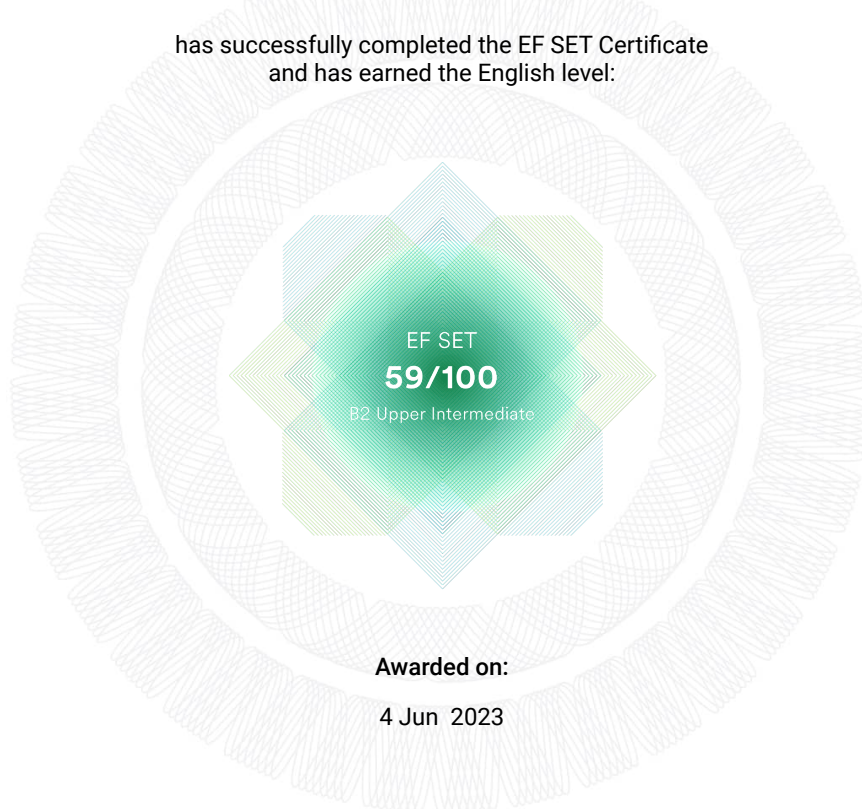 has successfully completed the EF SET Certificate
and has earned the English level:
EF SET
59/100
B2 Upper Intermediate
Awarded on:
4 Jun 2023